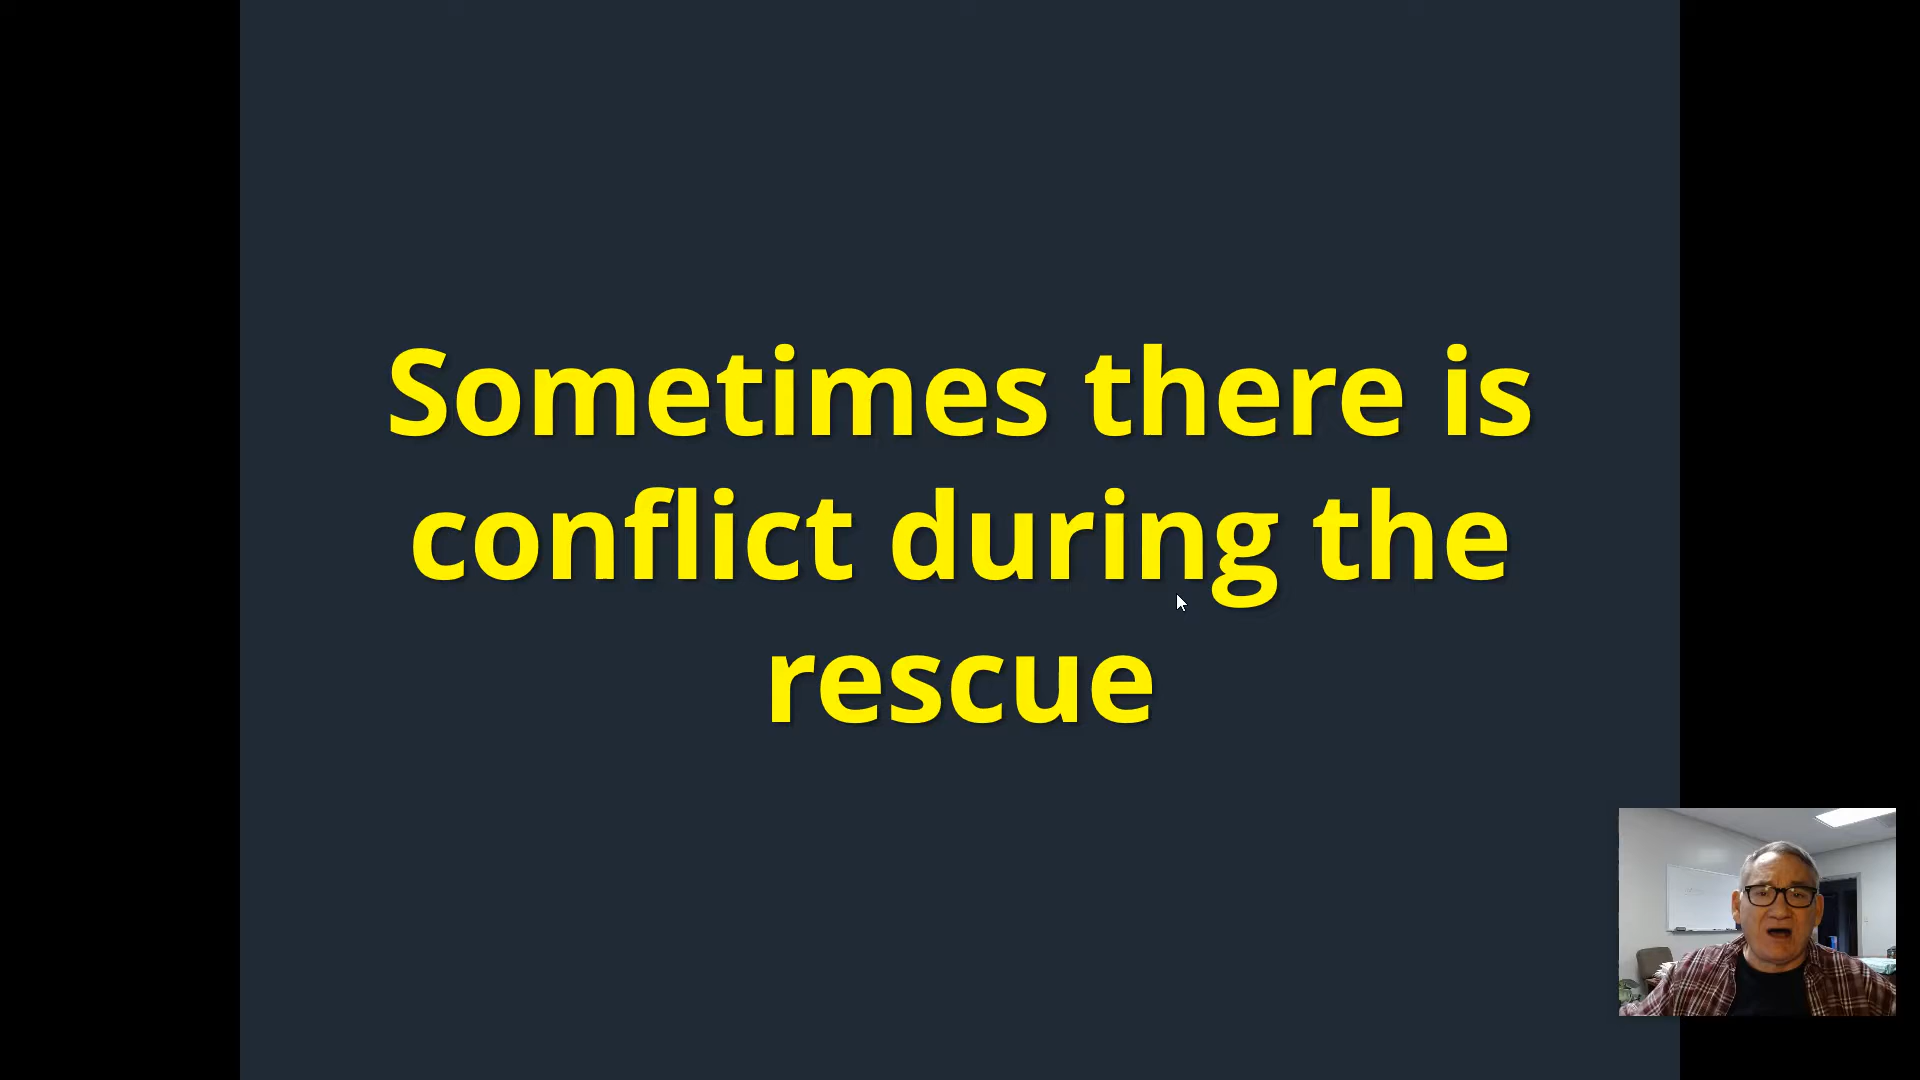 Sometimes there is
conflict during the
rescue